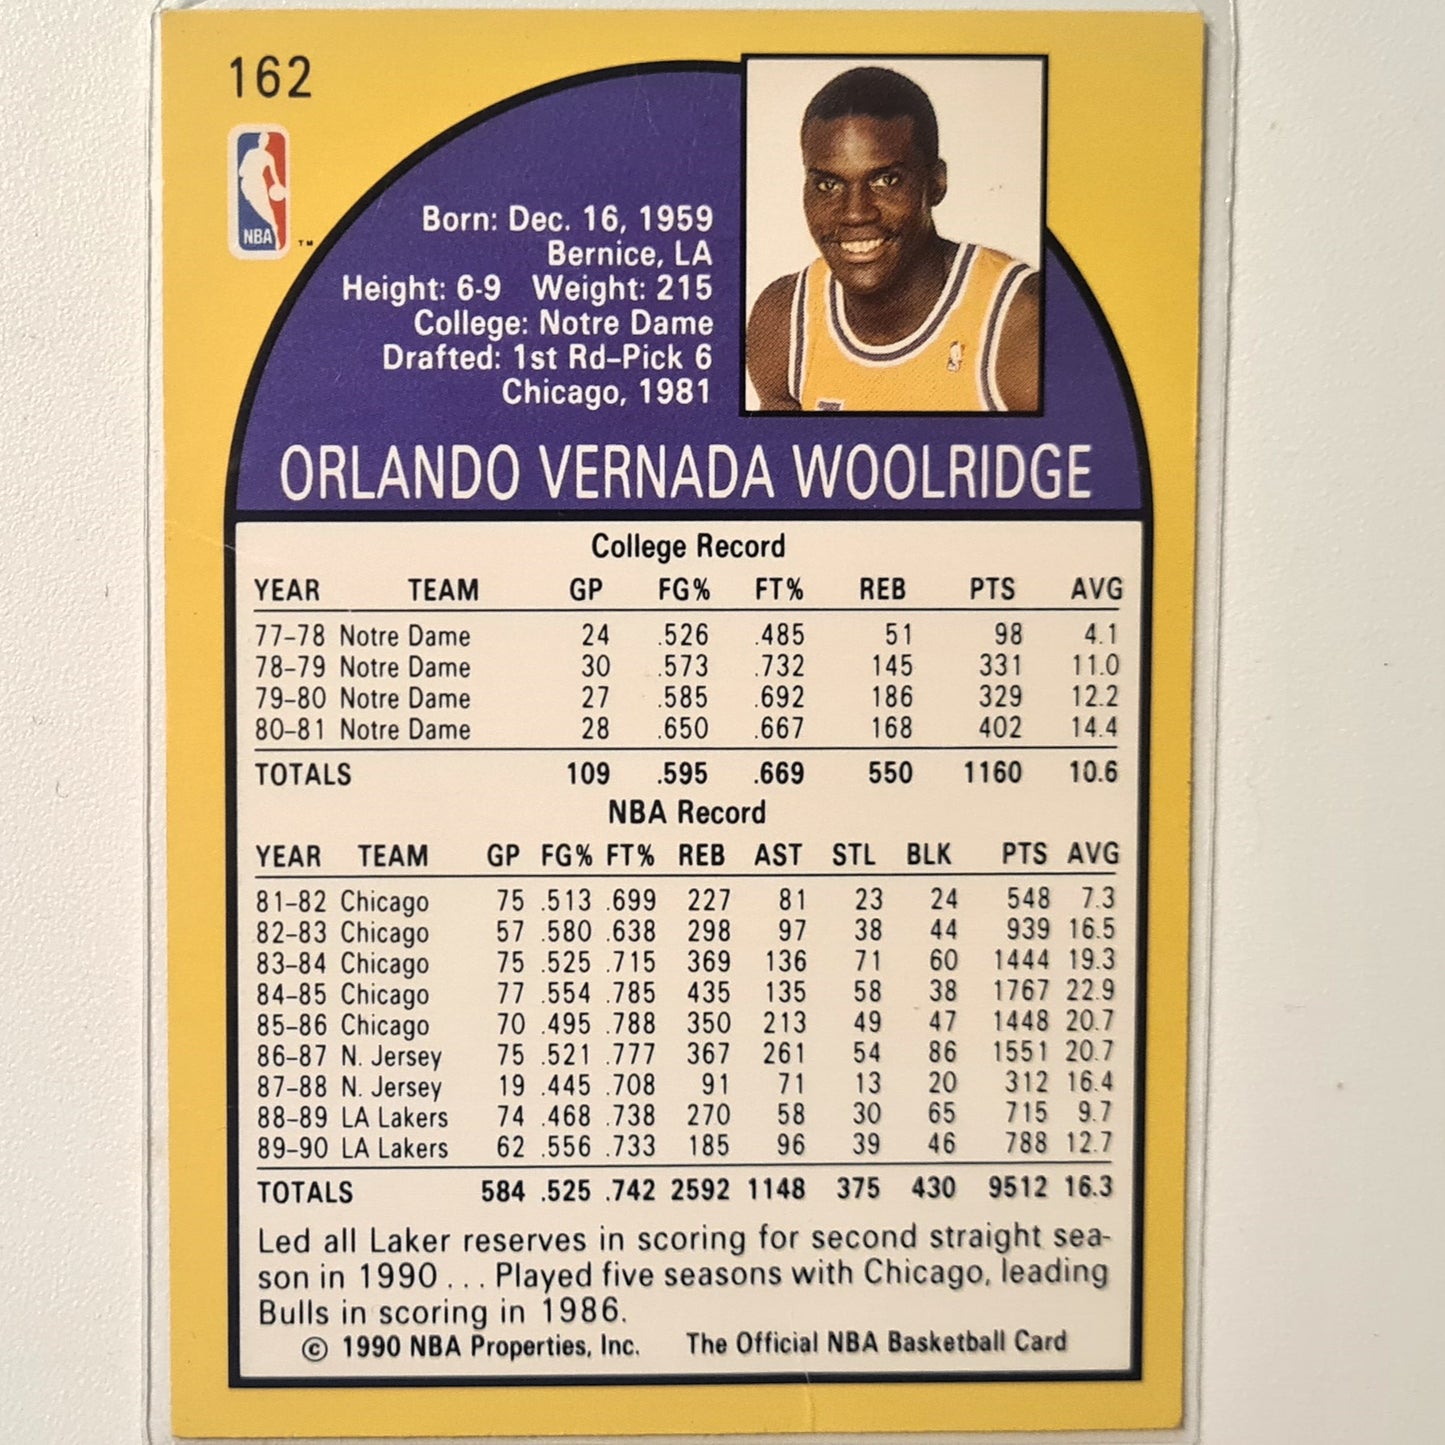 162
NBA
TM
Born: Dec. 16, 1959
Bernice, LA
Height: 6-9 Weight: 215
College: Notre Dame
Drafted: 1st Rd–Pick 6
Chicago, 1981
ORLANDO VERNADA WOOLRIDGE
College Record
YEAR TEAM GP FG% FT% REB PTS AVG
77–78 Notre Dame 24 .526 .485 51 98 4.1
78–79 Notre Dame 30 .573 .732 145 331 11.0
79–80 Notre Dame 27 .585 .692 186 329 12.2
80–81 Notre Dame 28 .650 .667 168 402 14.4
TOTALS 109 .595 .669 550 1160 10.6
NBA Record
YEAR TEAM GP FG% FT% REB AST STL BLK PTS AVG
81–82 Chicago 75 .513 .699 227 81 23 24 548 7.3
82–83 Chicago 57 .580 .638 298 97 38 44 939 16.5
83–84 Chicago 75 .525 .715 369 136 71 60 1444 19.3
84–85 Chicago 77 .554 .785 435 135 58 38 1767 22.9
85–86 Chicago 70 .495 .788 350 213 49 47 1448 20.7
86–87 N. Jersey 75 .521 .777 367 261 54 86 1551 20.7
87–88 N. Jersey 19 .445 .708 91 71 13 20 312 16.4
88–89 LA Lakers 74 .468 .738 270 58 30 65 715 9.7
89–90 LA Lakers 62 .556 .733 185 96 39 46 788 12.7
TOTALS 584 .525 .742 2592 1148 375 430 9512 16.3
Led all Laker reserves in scoring for second straight sea-
son in 1990 . . . Played five seasons with Chicago, leading
Bulls in scoring in 1986.
© 1990 NBA Properties, Inc. The Official NBA Basketball Card